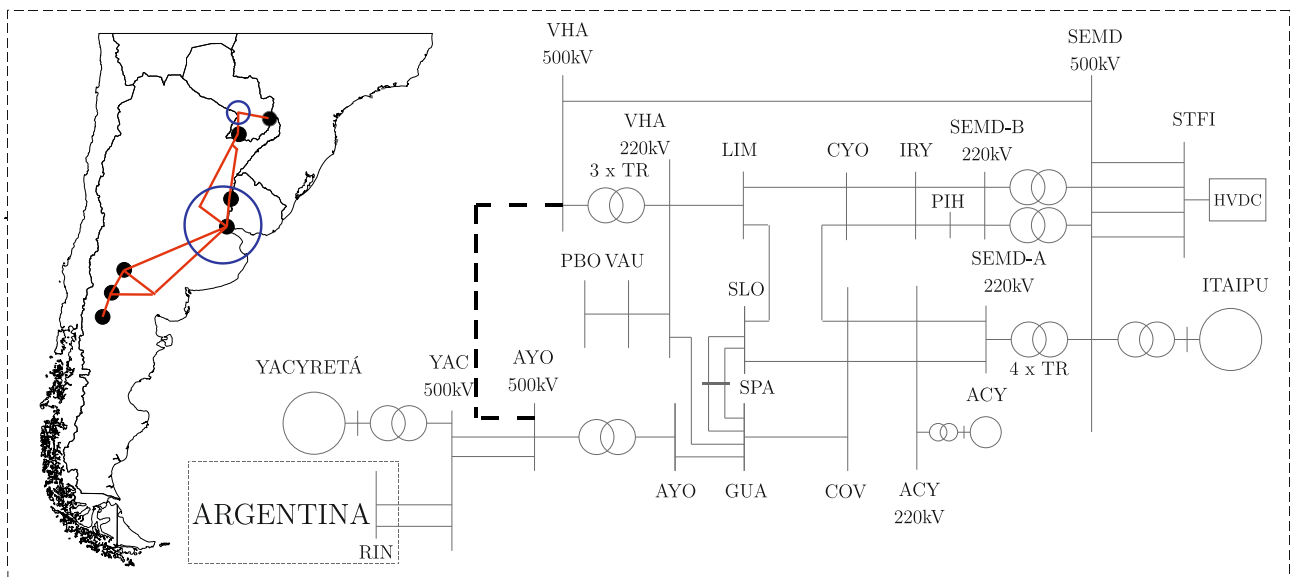 VHA
500kV
SEMD
500kV
STFI
VHA
220kV
LIM
CYO
IRY
SEMD-B
220kV
3 x TR
PIH
HVDC
PBO VAU
SLO
SEMD-A
220kV
ITAIPU
YACYRETÁ
YAC
500kV
AYO
500kV
SPA
4 x TR
ACY
ARGENTINA
RIN
AYO
GUA
COV
ACY
220kV